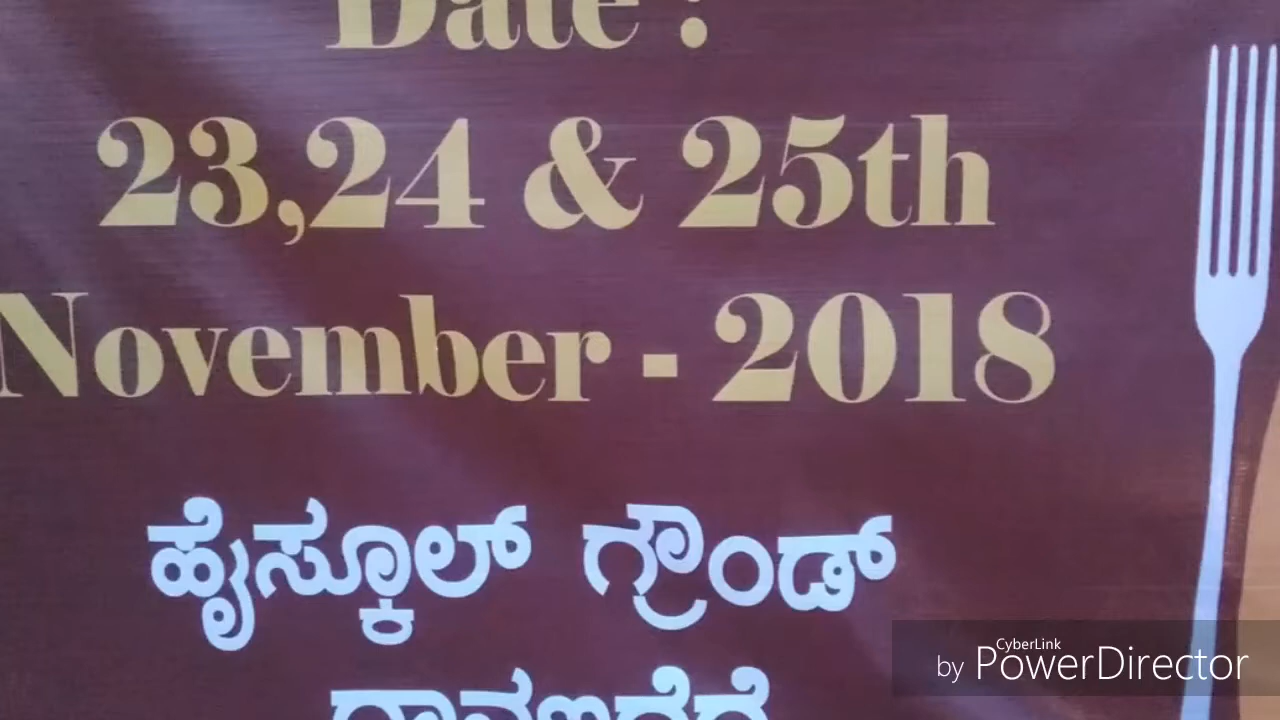 Date :
23,24 & 25th
November - 2018
ಹೈಸ್ಕೂಲ್ ಗ್ರೌಂಡ್
CyberLink
by PowerDirector